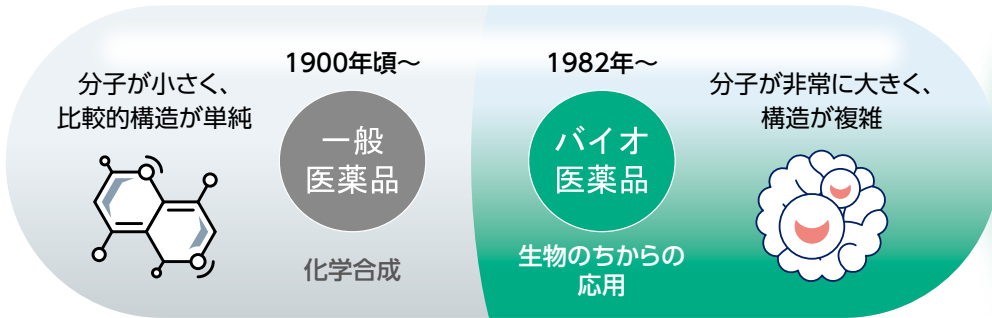 分子が小さく、
比較的構造が単純
1900年頃～
一般
医薬品
化学合成
1982年～
バイオ
医薬品
生物のちからの
応用
分子が非常に大きく、
構造が複雑